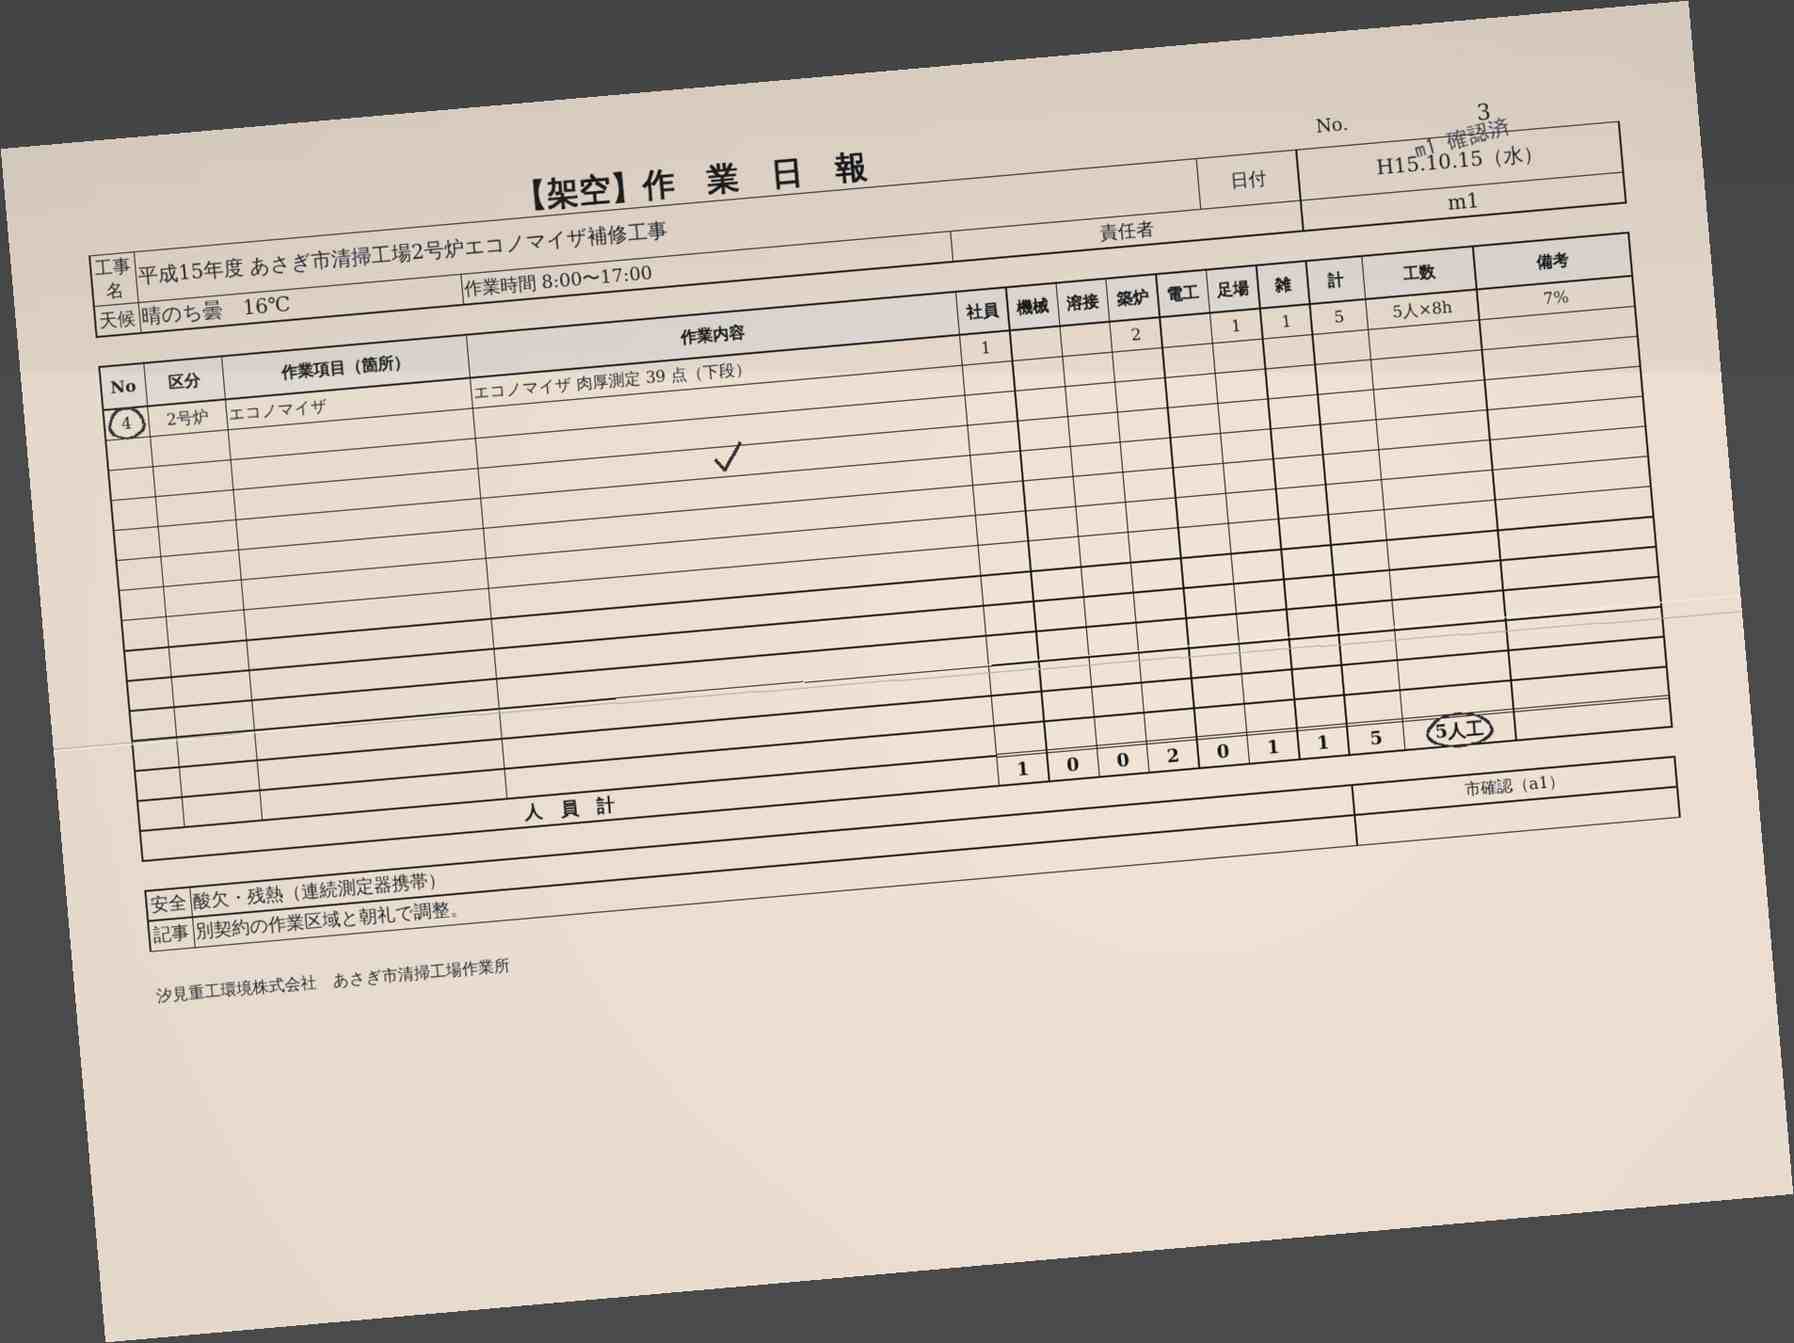 No. 3
m1 確認済
【架空】作 業 日 報
工事名 平成15年度 あさぎ市清掃工場2号炉エコノマイザ補修工事 日付 H15.10.15（水）
天候 晴のち曇 16℃ 作業時間 8:00〜17:00 責任者 m1
No 区分 作業項目（箇所） 作業内容 社員 機械 溶接 築炉 電工 足場 雑 計 工数 備考
4 2号炉 エコノマイザ エコノマイザ 肉厚測定 39 点（下段） 1 2 1 1 5 5人×8h 7%
人 員 計 1 0 0 2 0 1 1 5 5人工
安全 酸欠・残熱（連続測定器携帯） 市確認（a1）
記事 別契約の作業区域と朝礼で調整。
汐見重工環境株式会社 あさぎ市清掃工場作業所